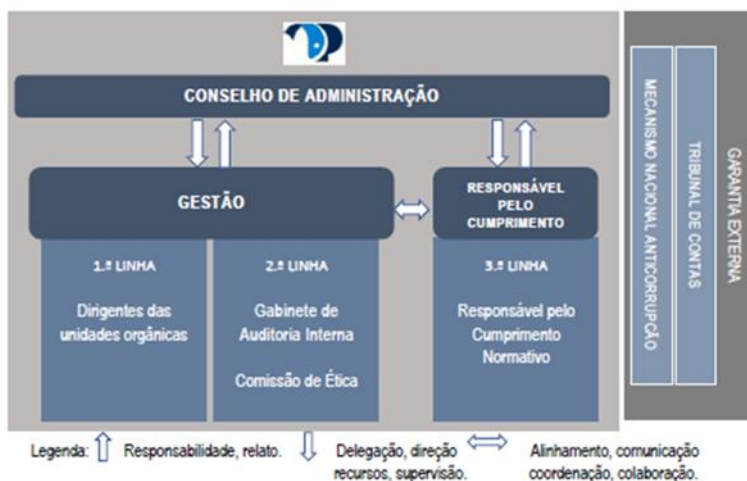 CONSELHO DE ADMINISTRAÇÃO
GESTÃO
RESPONSÁVEL
PELO
CUMPRIMENTO
1.ª LINHA
Dirigentes das
unidades orgânicas
2.ª LINHA
Gabinete de
Auditoria Interna
Comissão de Ética
3.ª LINHA
Responsável pelo
Cumprimento
Normativo
MECANISMO NACIONAL ANTICORRUPÇÃO
TRIBUNAL DE CONTAS
GARANTIA EXTERNA
Legenda: Responsabilidade, relato.
Delegação, direção
recursos, supervisão.
Alinhamento, comunicação
coordenação, colaboração.